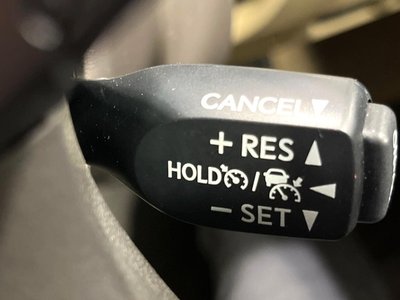 CANCEL
+ RES
HOLD /
- SET